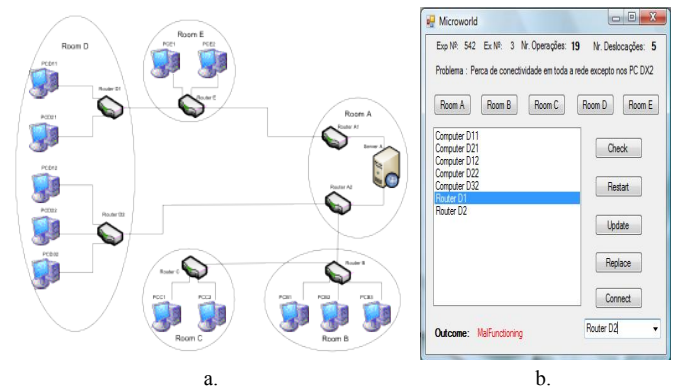 Room D
Room E
PCE1
PCE2
PCD11
Router D1
Router E
Room A
Router A1
PCD21
Server A
PCD12
Router A2
PCD22
Router D2
PCD32
Router C
Router B
PCC1
PCC2
PCB1
PCB2
PCB3
Room C
Room B
a.
Microworld
Exp Nº: 542 Ex Nº: 3 Nr. Operações: 19 Nr. Deslocações: 5
Problema : Perca de conectividade em toda a rede excepto nos PC DX2
Room A Room B Room C Room D Room E
Computer D11
Computer D21
Computer D12
Computer D22
Computer D32
Router D1
Router D2
Check
Restart
Update
Replace
Connect
Outcome: MalFunctioning
Router D2
b.